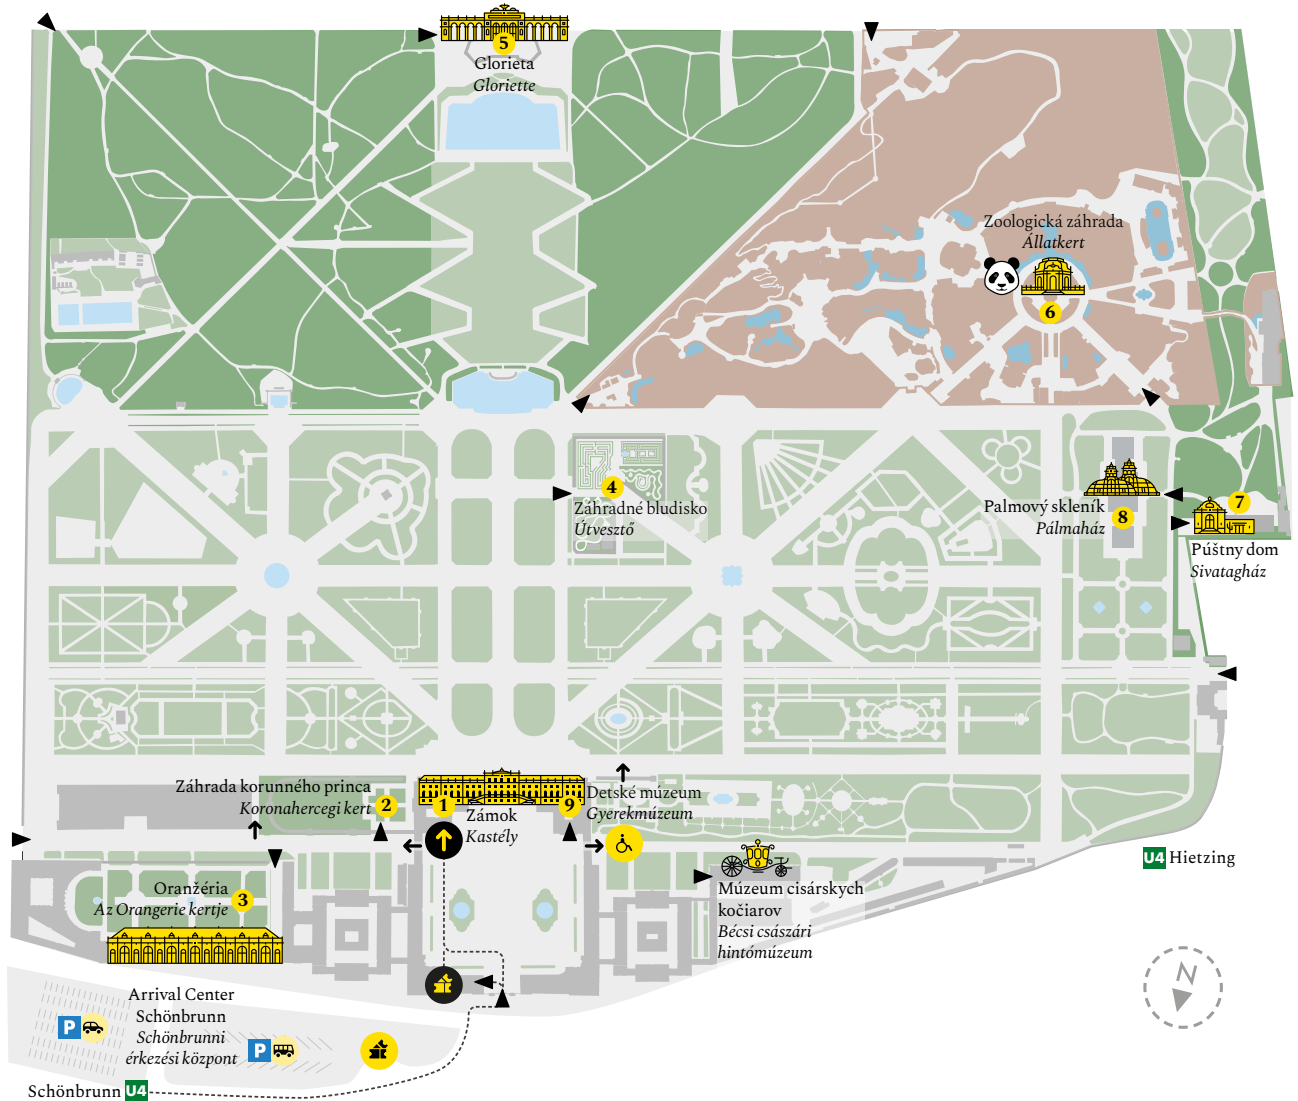 5
Glorieta
Gloriette
Zoologická záhrada
Állatkert
6
4
Záhradné bludisko
Útvesztő
Palmový skleník
Pálmaház
8
7
Púštny dom
Sivatagház
Záhrada korunného princa
Koronahercegi kert
2
1
Zámok
Kastély
9
Detské múzeum
Gyerekmúzeum
U4 Hietzing
Oranžéria
Az Orangerie kertje
3
Múzeum cisárskych
kočiarov
Bécsi császári
hintómúzeum
N
Arrival Center
Schönbrunn
Schönbrunni
érkezési központ
P
P
Schönbrunn U4